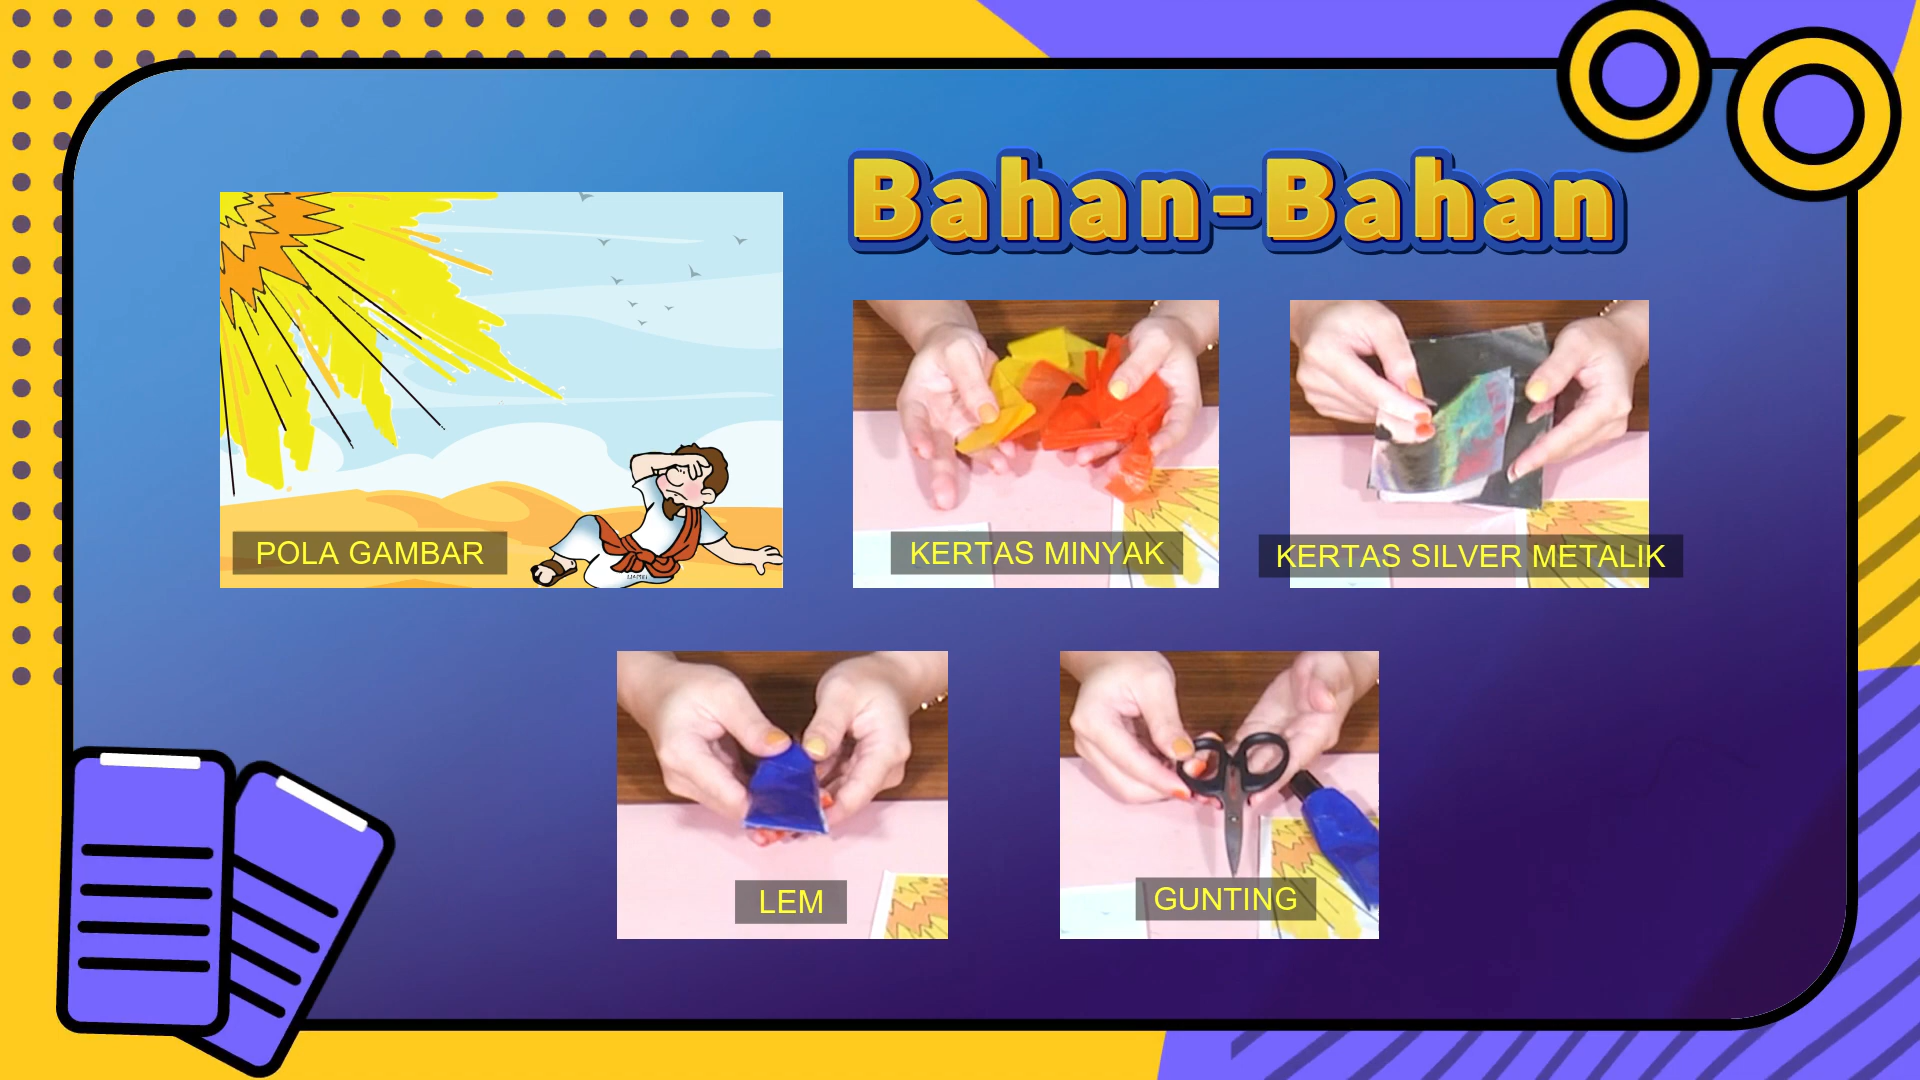 Bahan-Bahan
POLA GAMBAR
KERTAS MINYAK
KERTAS SILVER METALIK
LEM
GUNTING